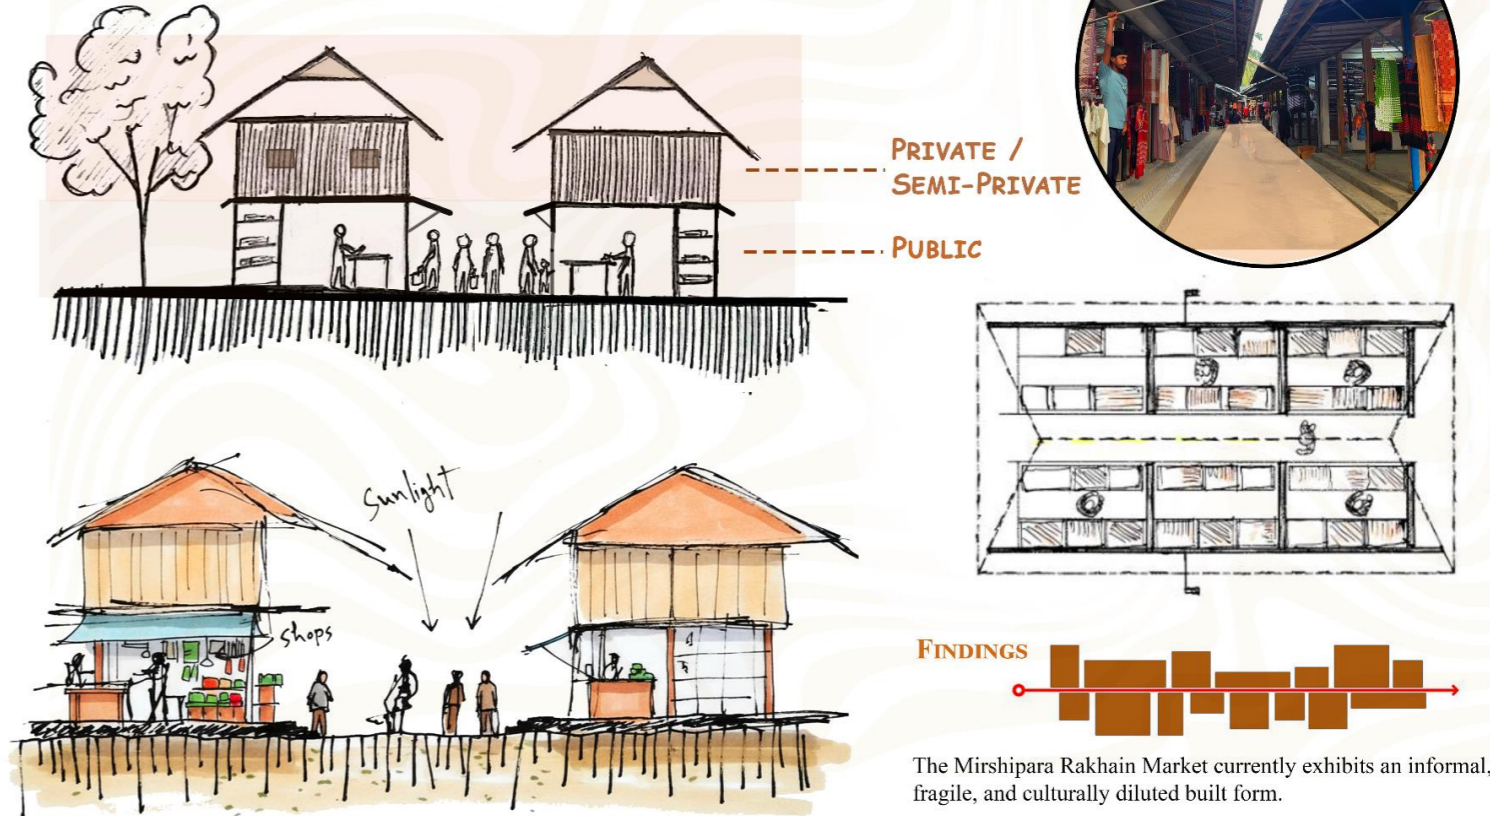 PRIVATE /
SEMI-PRIVATE
PUBLIC
Sunlight
Shops
FINDINGS
The Mirshipara Rakhain Market currently exhibits an informal,
fragile, and culturally diluted built form.